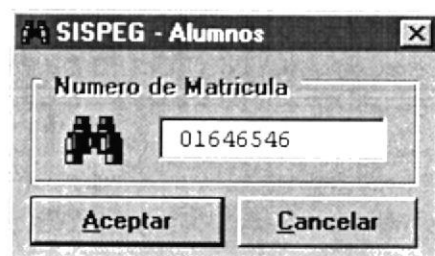 SISPEG - Alumnos
Numero de Matricula
01646546
Aceptar
Cancelar